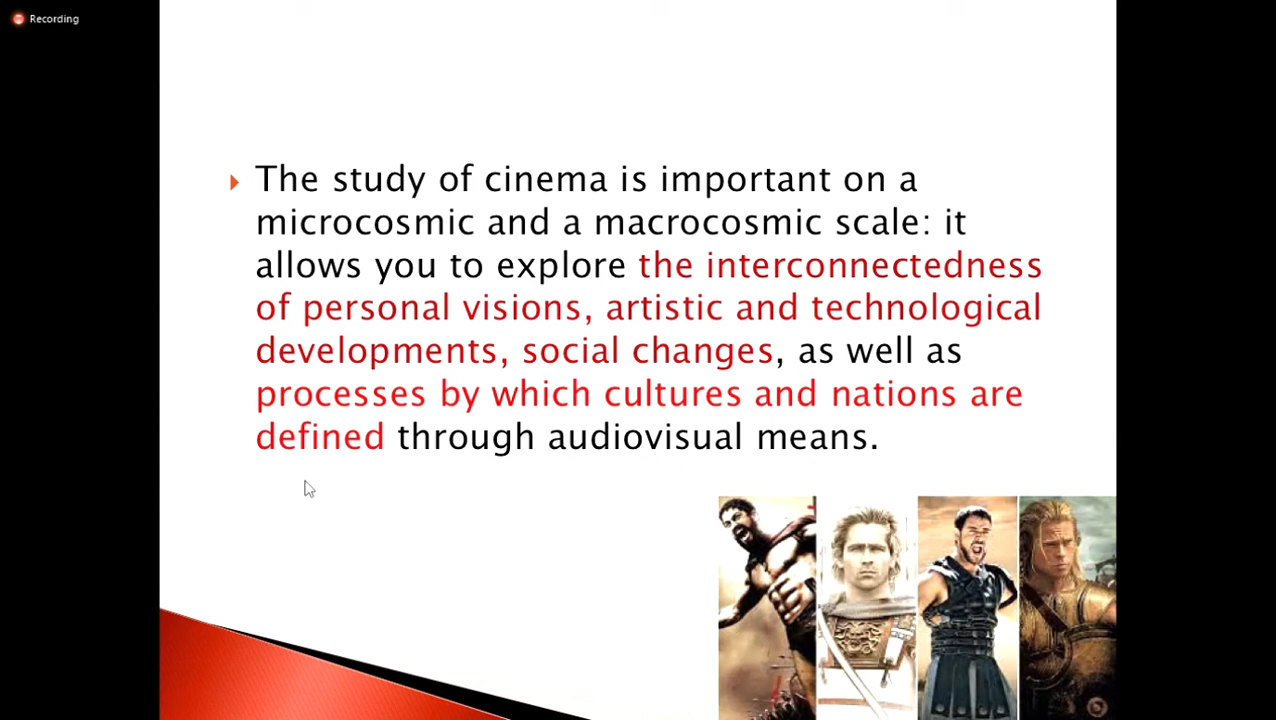 Recording
The study of cinema is important on a
microcosmic and a macrocosmic scale: it
allows you to explore the interconnectedness
of personal visions, artistic and technological
developments, social changes, as well as
processes by which cultures and nations are
defined through audiovisual means.